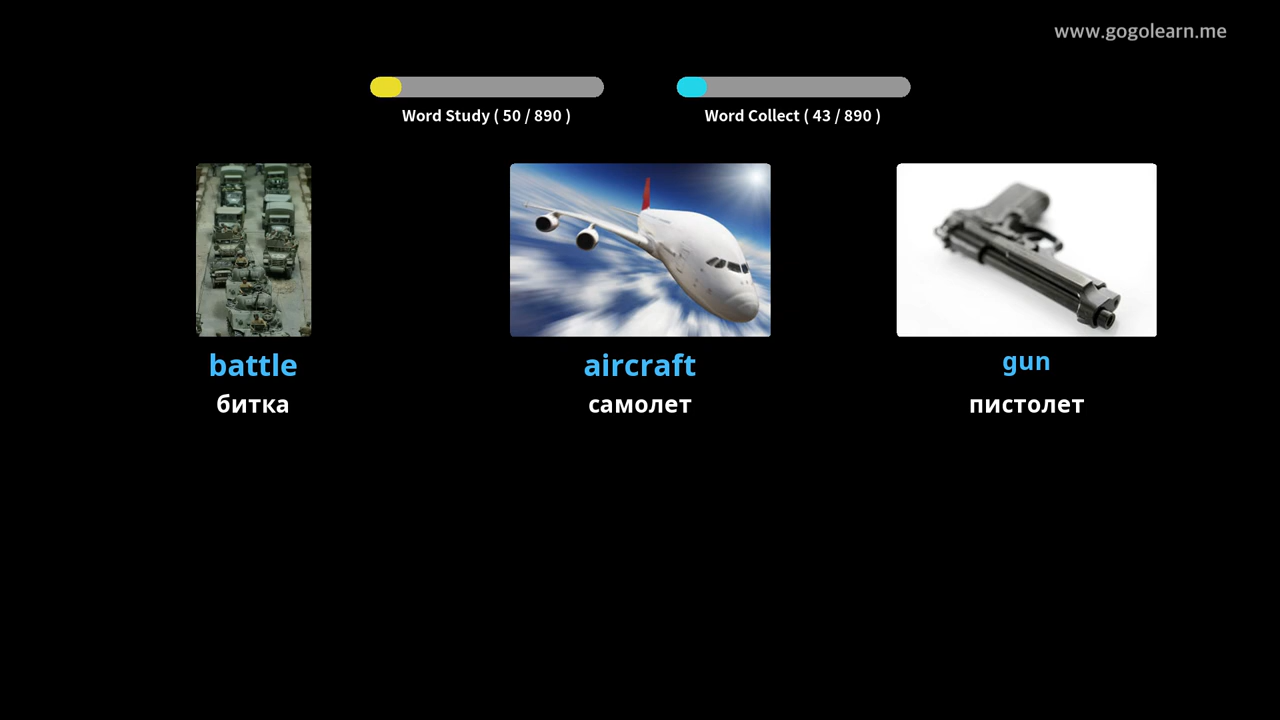 www.gogolearn.me
Word Study ( 50 / 890 )
Word Collect ( 43 / 890 )
battle
битка
aircraft
самолет
gun
пистолет